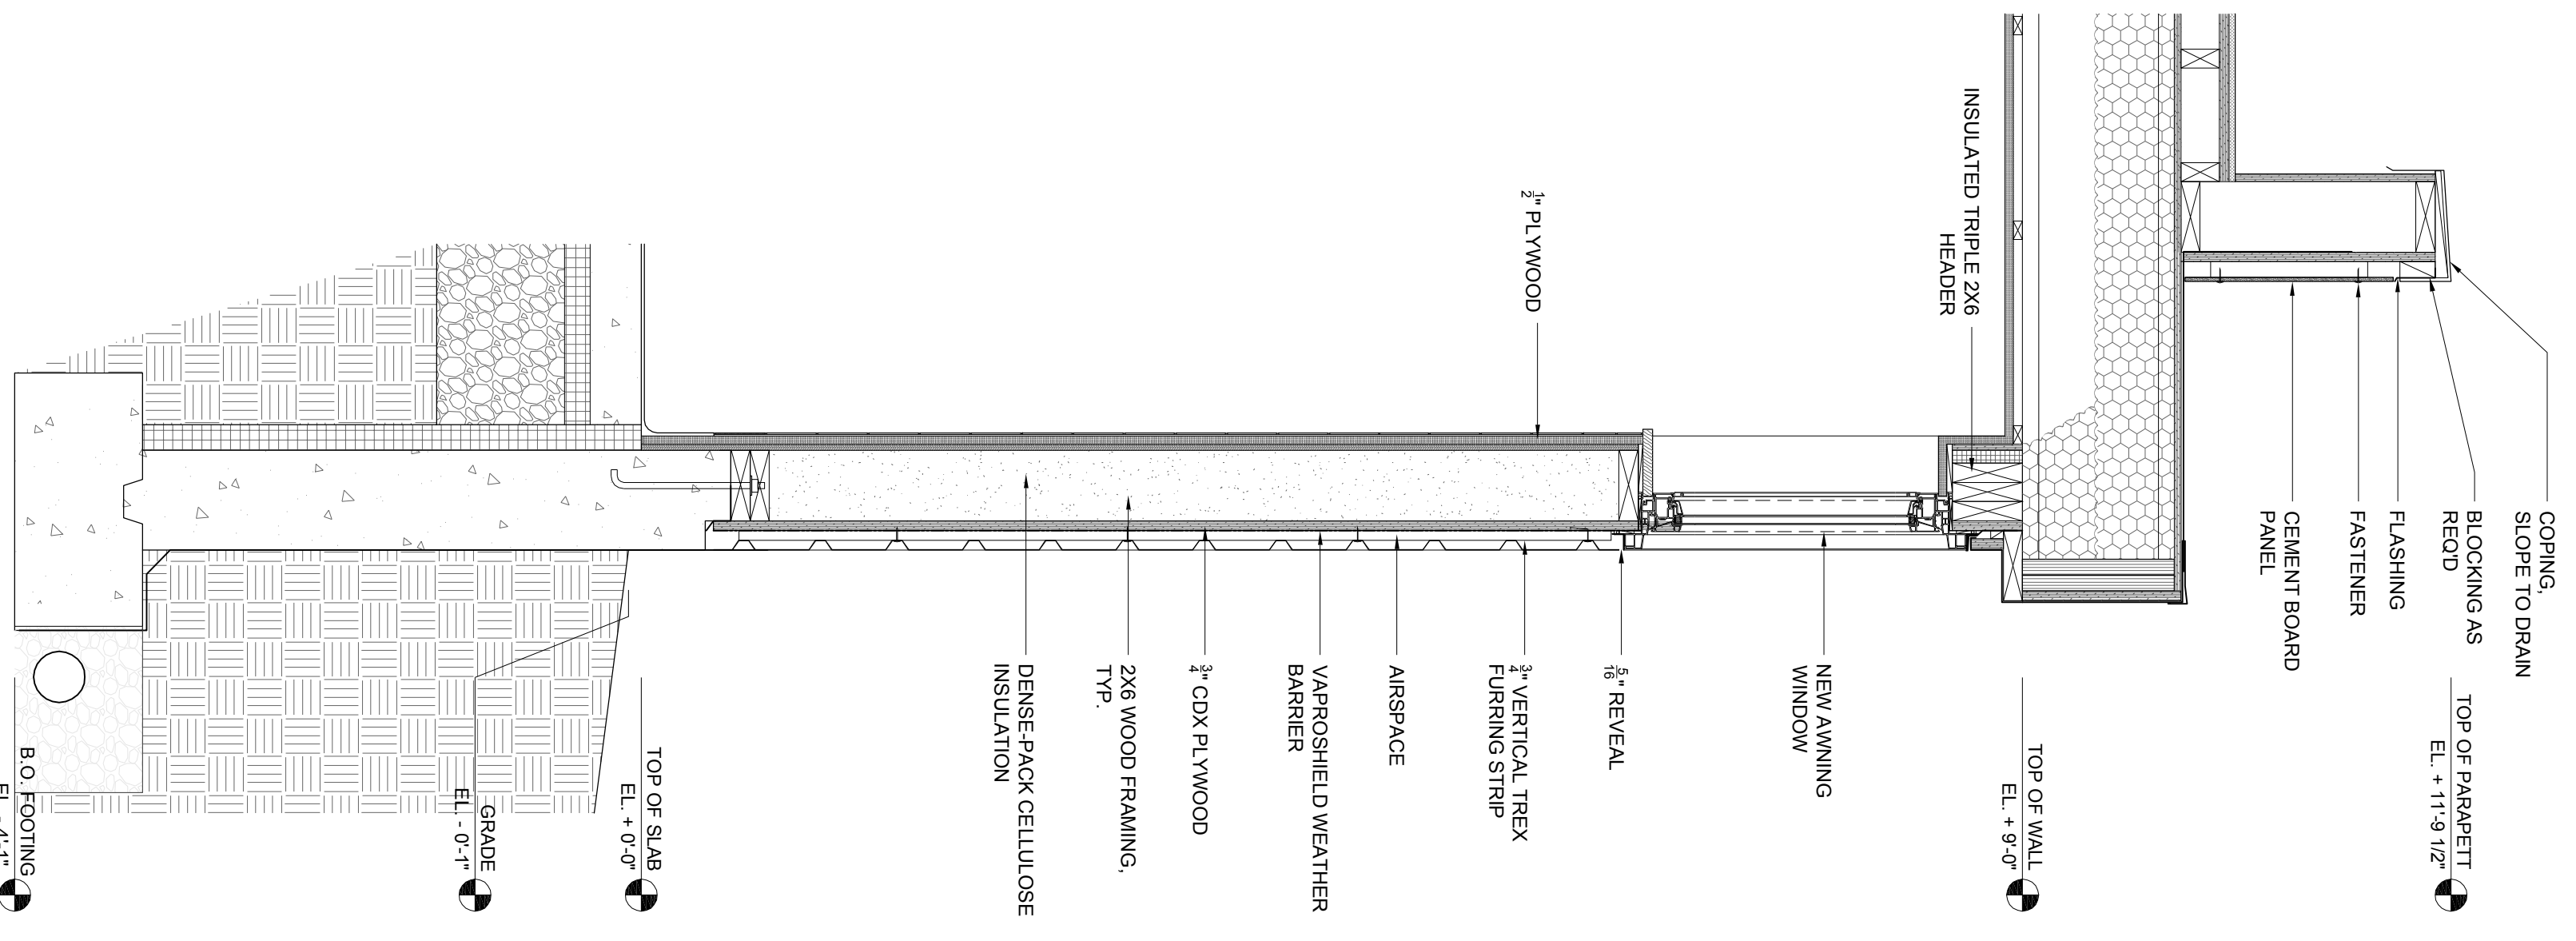 COPING,
SLOPE TO DRAIN
BLOCKING AS
REQ'D
FLASHING
FASTENER
CEMENT BOARD
PANEL
TOP OF PARAPETT
EL. + 11'-9 1/2"
INSULATED TRIPLE 2X6
HEADER
TOP OF WALL
EL. + 9'-0"
NEW AWNING
WINDOW
5/16" REVEAL
1/2" PLYWOOD
3/4" VERTICAL TREX
FURRING STRIP
AIRSPACE
VAPROSHIELD WEATHER
BARRIER
3/4" CDX PLYWOOD
2X6 WOOD FRAMING,
TYP.
DENSE-PACK CELLULOSE
INSULATION
TOP OF SLAB
EL. + 0'-0"
GRADE
EL. - 0'-1"
B.O. FOOTING
EL. - 4'-1"